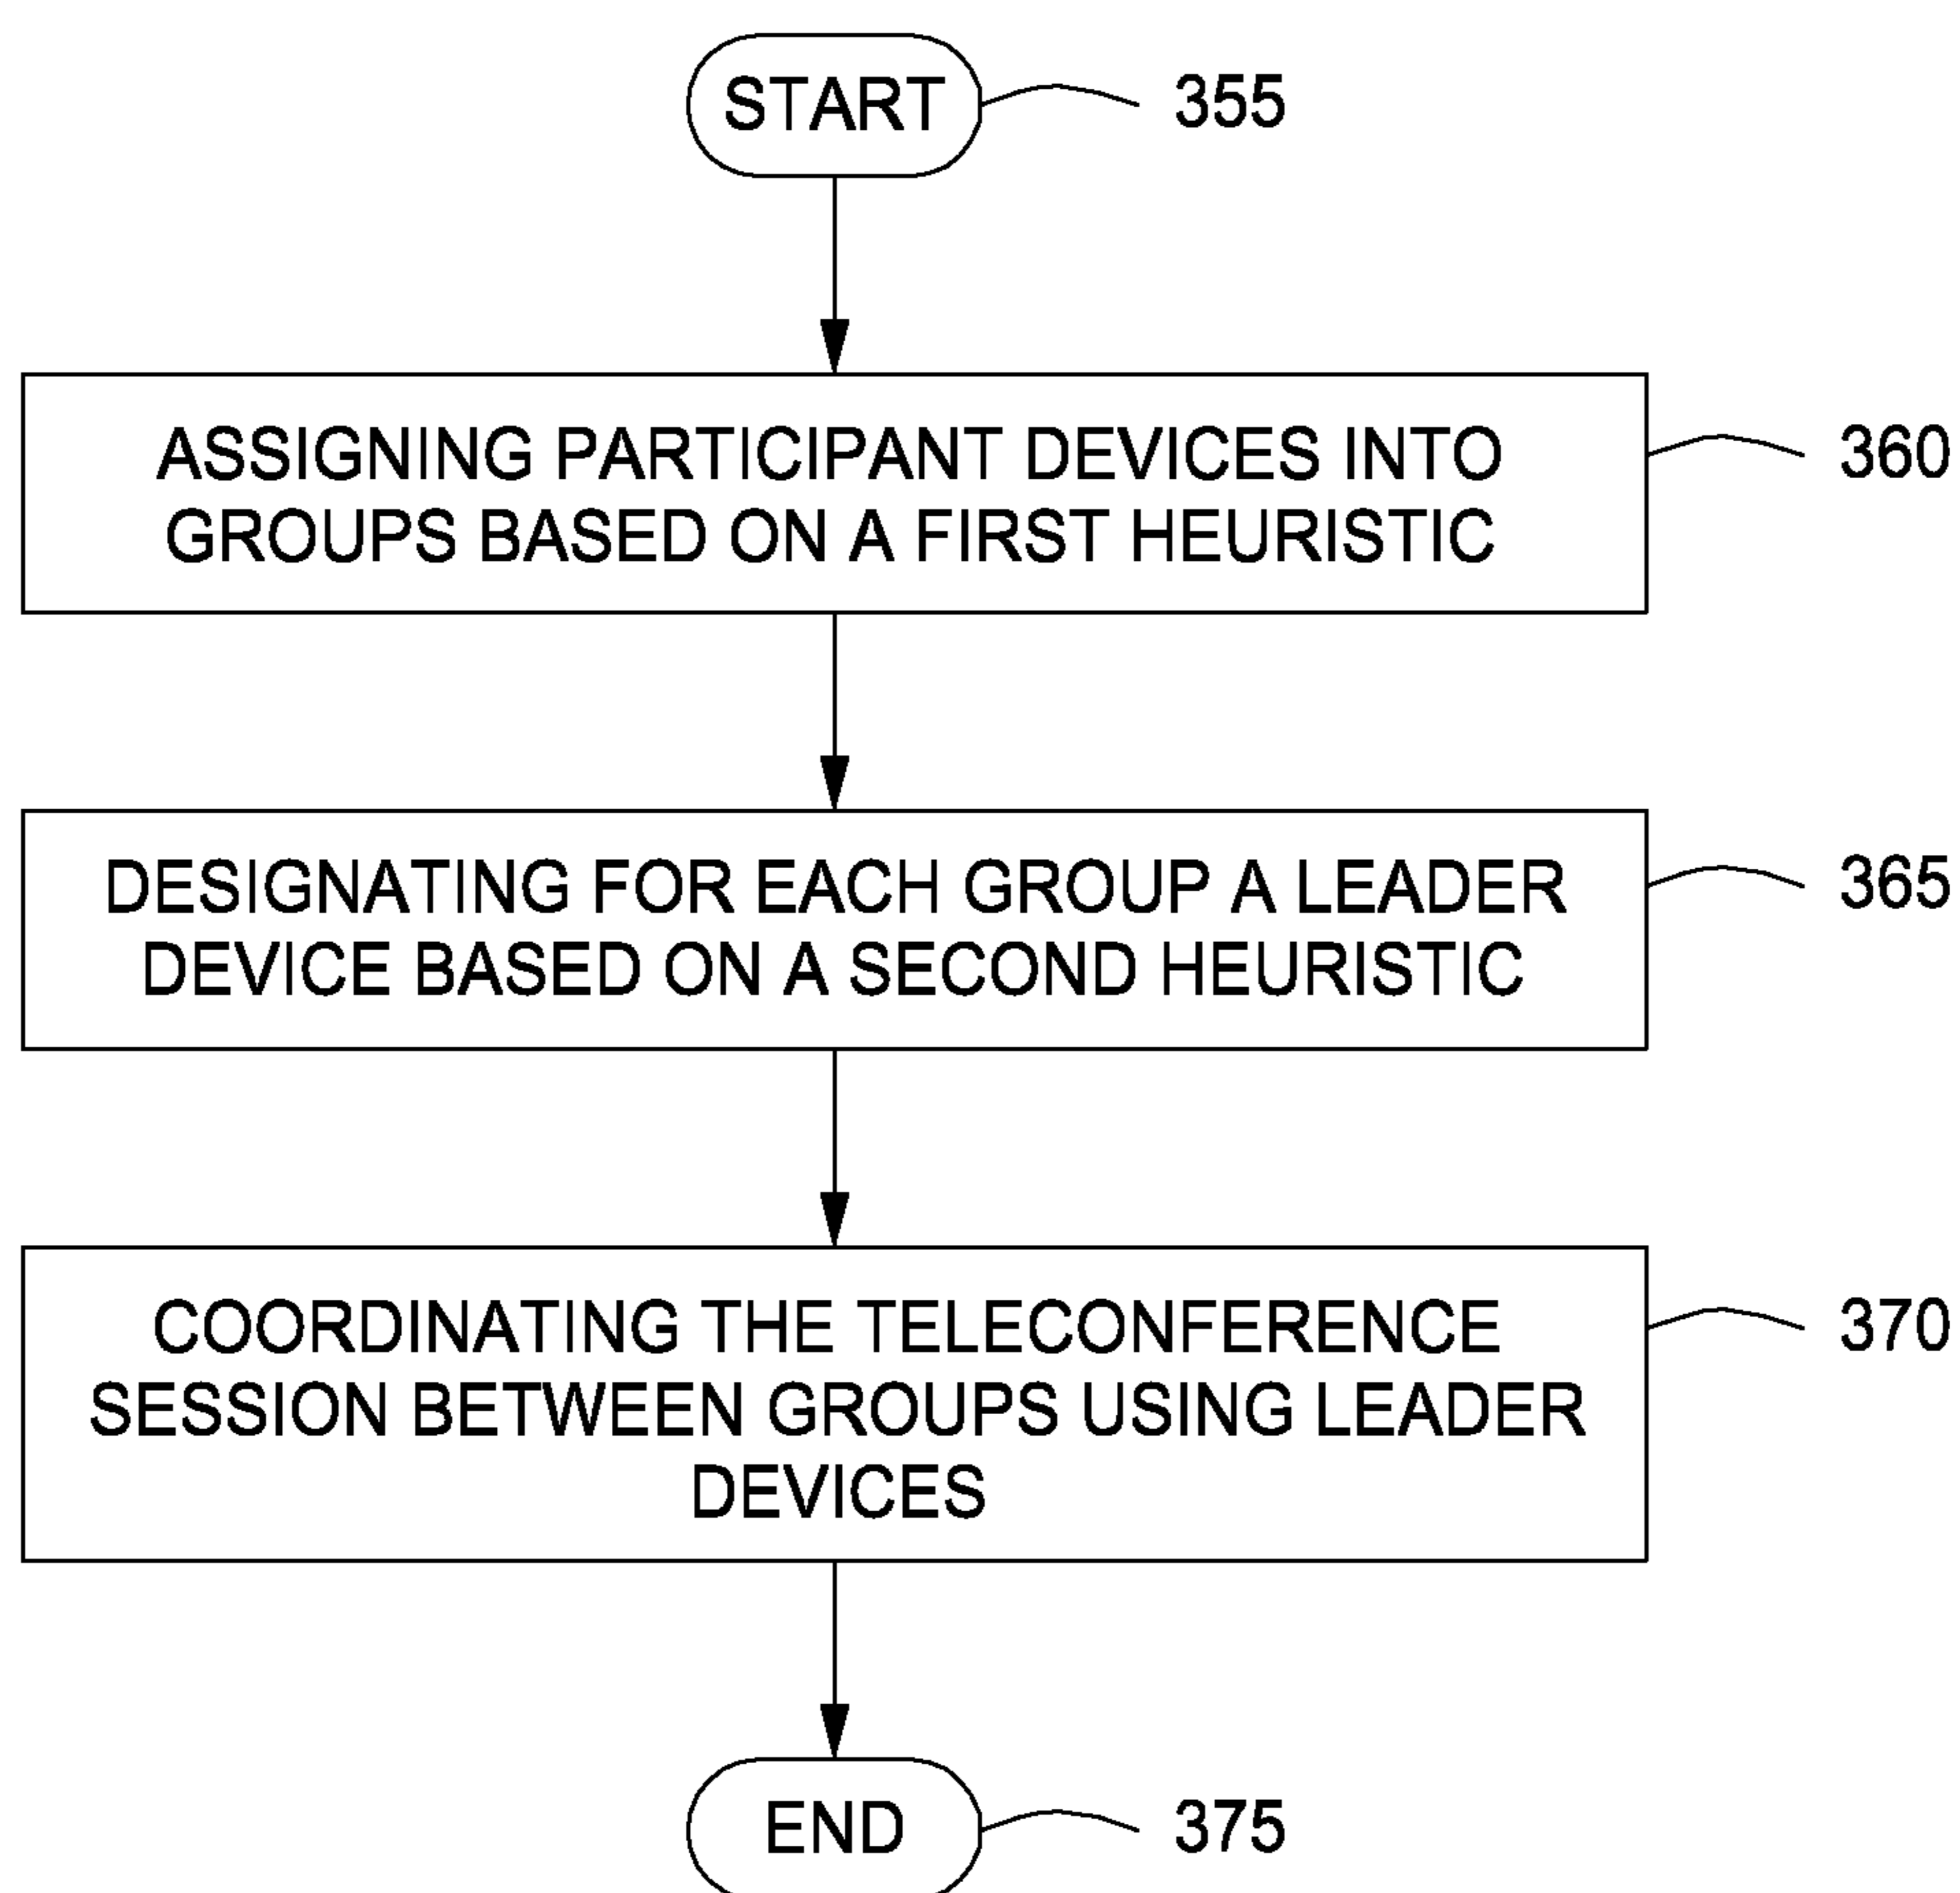 START
355
ASSIGNING PARTICIPANT DEVICES INTO
GROUPS BASED ON A FIRST HEURISTIC
360
DESIGNATING FOR EACH GROUP A LEADER
DEVICE BASED ON A SECOND HEURISTIC
365
COORDINATING THE TELECONFERENCE
SESSION BETWEEN GROUPS USING LEADER
DEVICES
370
END
375